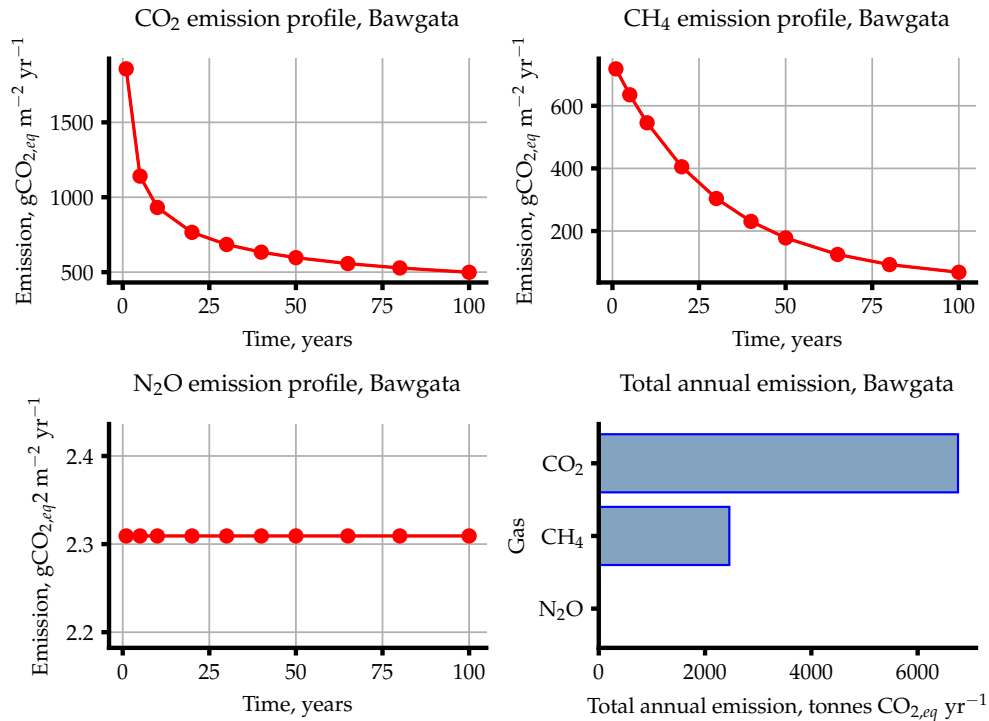 CO₂ emission profile, Bawgata
Emission, gCO₂,eq m⁻² yr⁻¹
1500
1000
500
0 25 50 75 100
Time, years
CH₄ emission profile, Bawgata
Emission, gCO₂,eq m⁻² yr⁻¹
600
400
200
0 25 50 75 100
Time, years
N₂O emission profile, Bawgata
Emission, gCO₂,eq2 m⁻² yr⁻¹
2.4
2.3
2.2
0 25 50 75 100
Time, years
Total annual emission, Bawgata
Gas
CO₂
CH₄
N₂O
0 2000 4000 6000
Total annual emission, tonnes CO₂,eq yr⁻¹